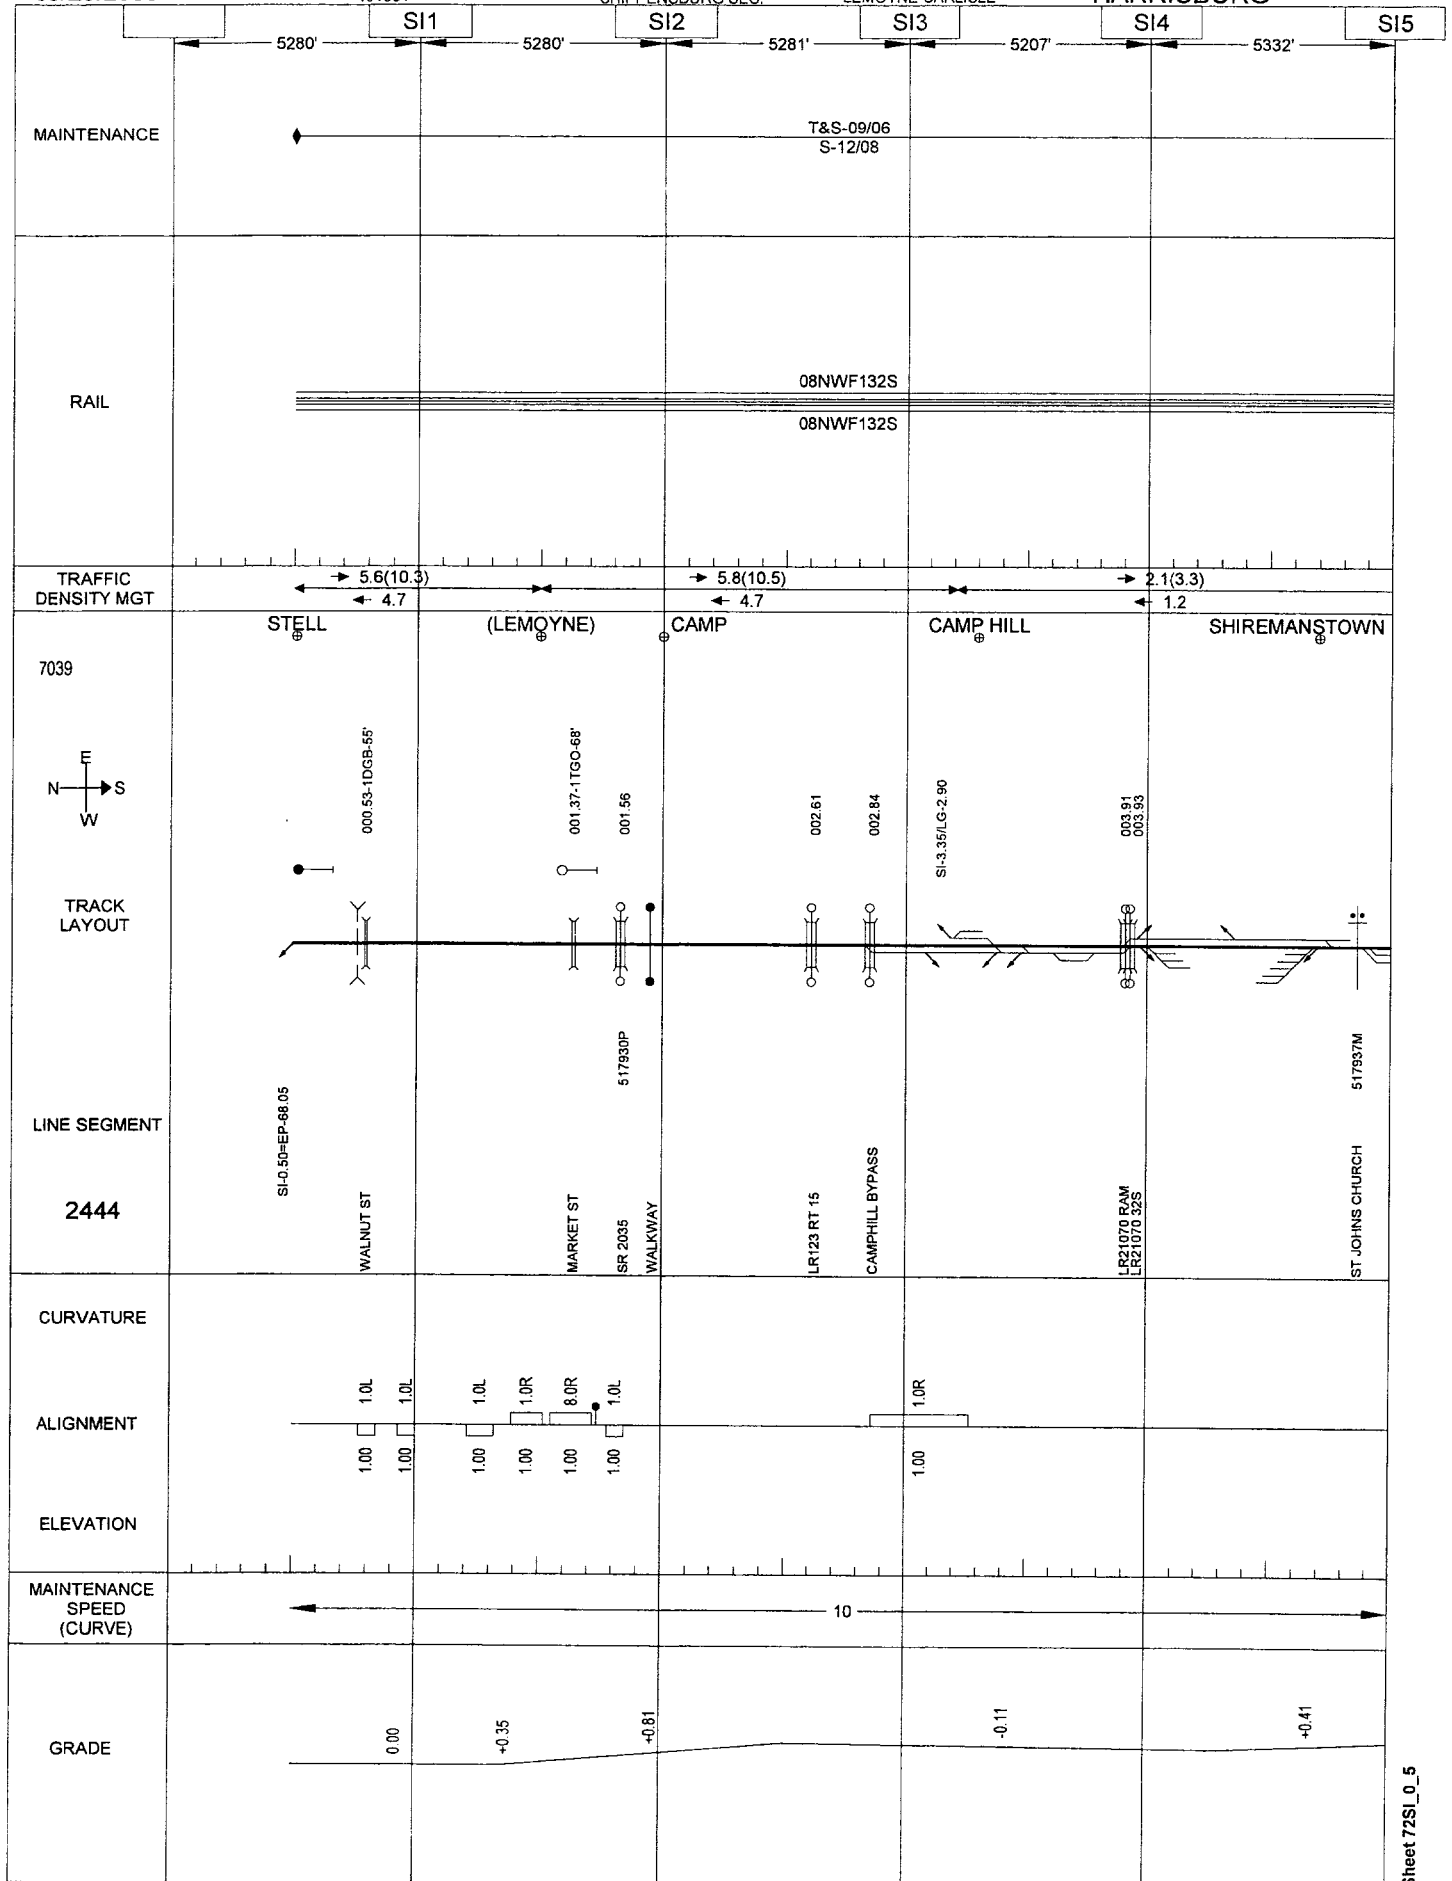 SHIPPENSBURG SEC.
LEMOYNE-CARLISLE
HARRISBURG
SI1 SI2 SI3 SI4 SI5
5280' 5280' 5281' 5207' 5332'
MAINTENANCE
T&S-09/06
S-12/08
RAIL
08NWF132S
08NWF132S
TRAFFIC
DENSITY MGT
5.6(10.3) 5.8(10.5) 2.1(3.3)
4.7 4.7 1.2
STELL (LEMOYNE) CAMP CAMP HILL SHIREMANSTOWN
7039
E
N S
W
000.53-1DGB-55'
001.37-1TGO-68'
001.56
002.61
002.84
SI-3.35/LG-2.90
003.91
003.93
TRACK
LAYOUT
517930P
517937M
LINE SEGMENT
SI-0.50=EP-68.05
2444
WALNUT ST
MARKET ST
SR 2035
WALKWAY
LR123 RT 15
CAMPHILL BYPASS
LR21070 RAM
LR21070 32S
ST JOHNS CHURCH
CURVATURE
1.0L 1.0L 1.0L 1.0R 8.0R 1.0L 1.0R
ALIGNMENT
1.00 1.00 1.00 1.00 1.00 1.00 1.00
ELEVATION
MAINTENANCE
SPEED
(CURVE)
10
GRADE
0.00 +0.35 +0.81 -0.11 +0.41
Sheet 72SI_0_5